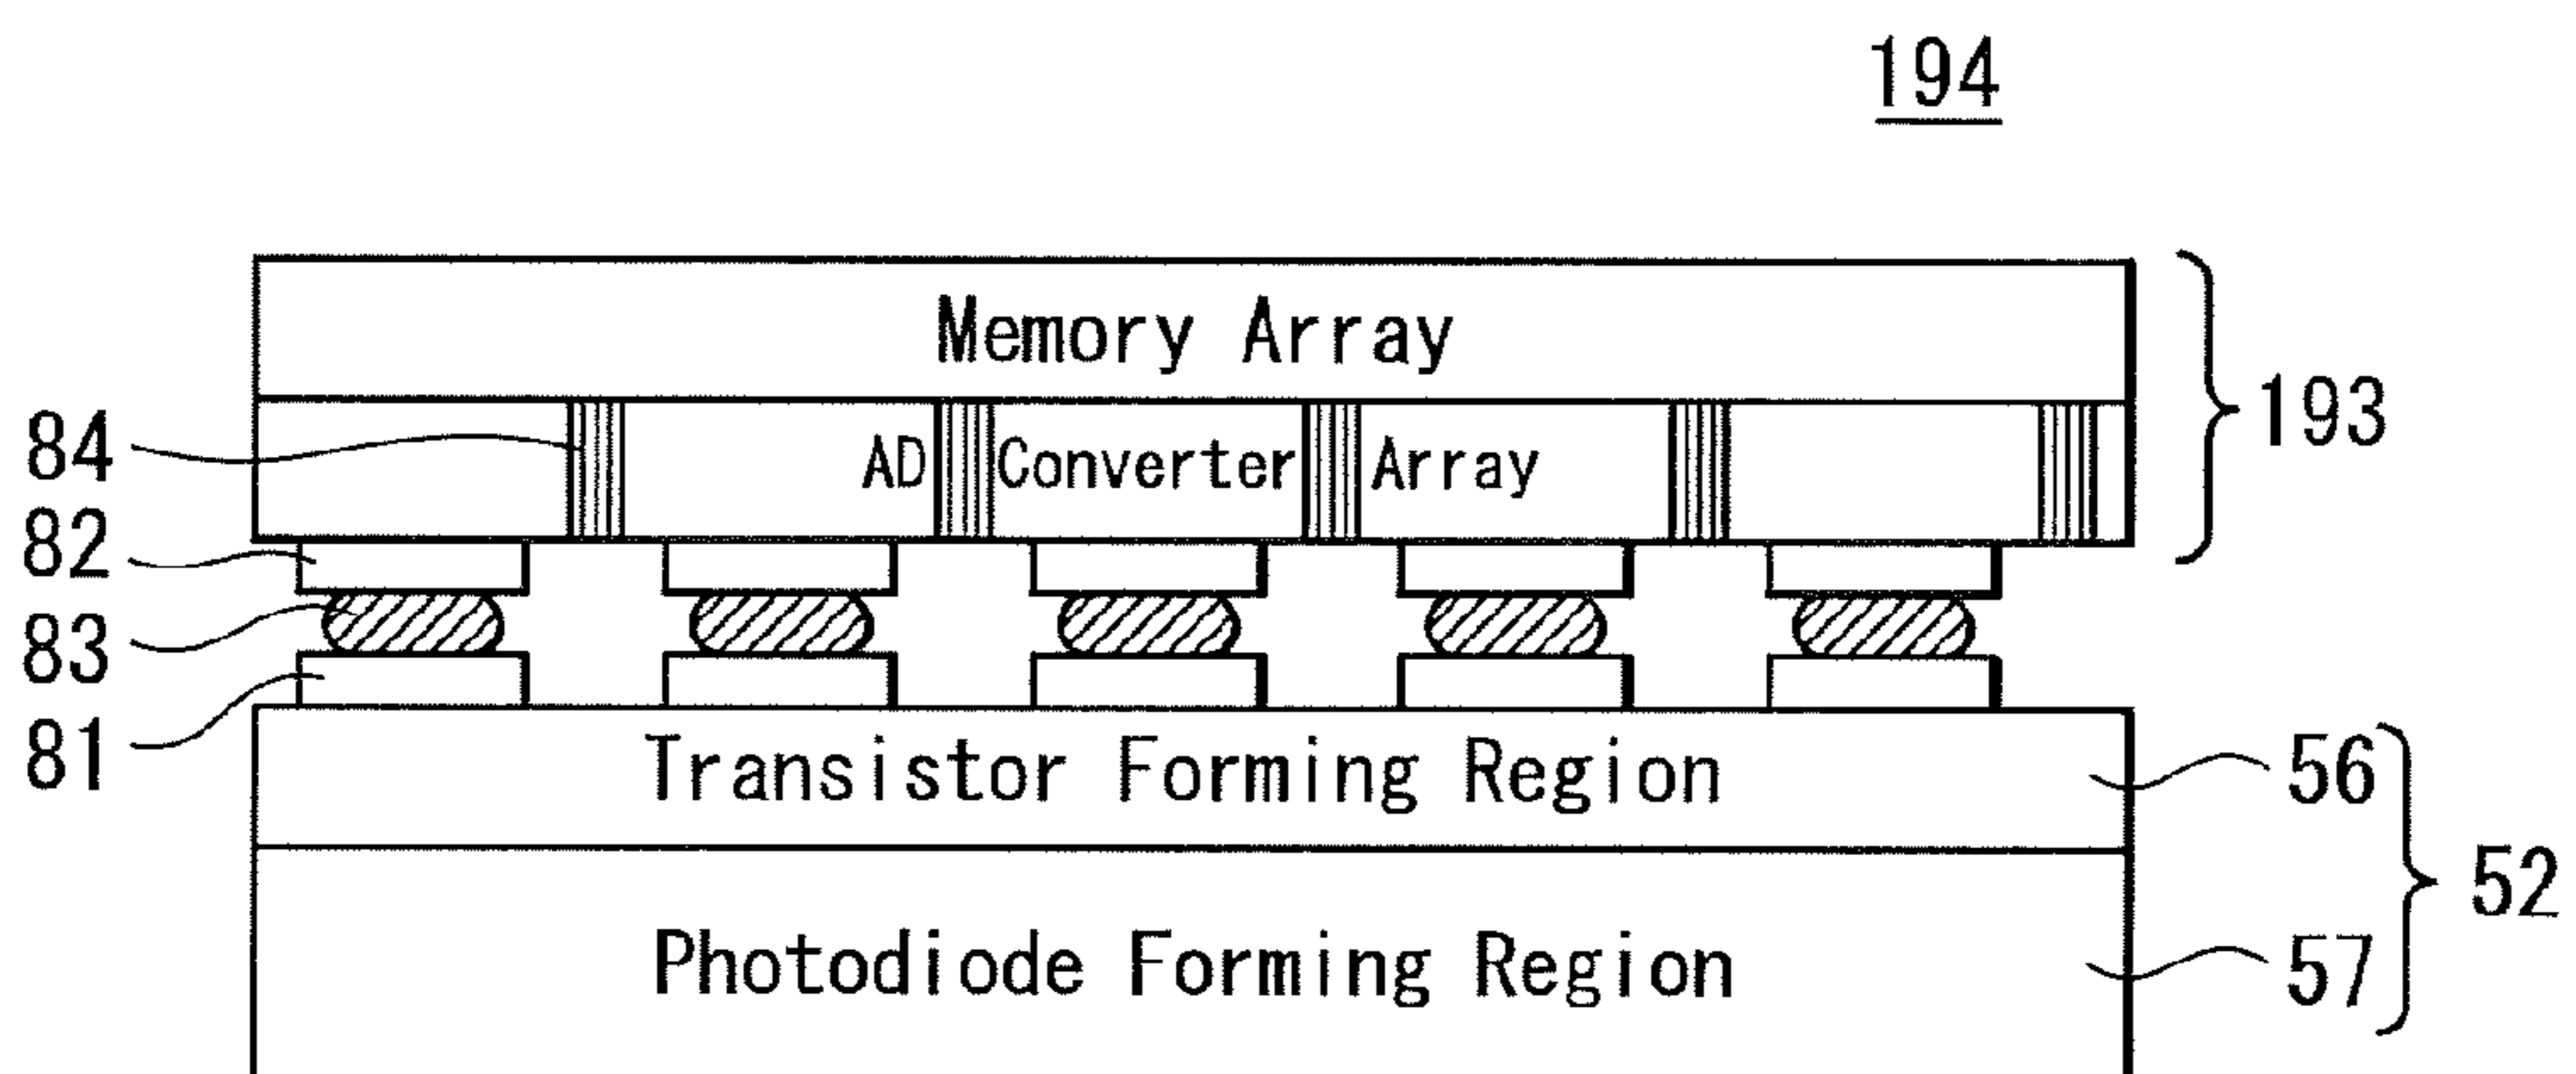 194
Memory Array
193
84
AD Converter Array
82
83
81
Transistor Forming Region
56
52
Photodiode Forming Region
57